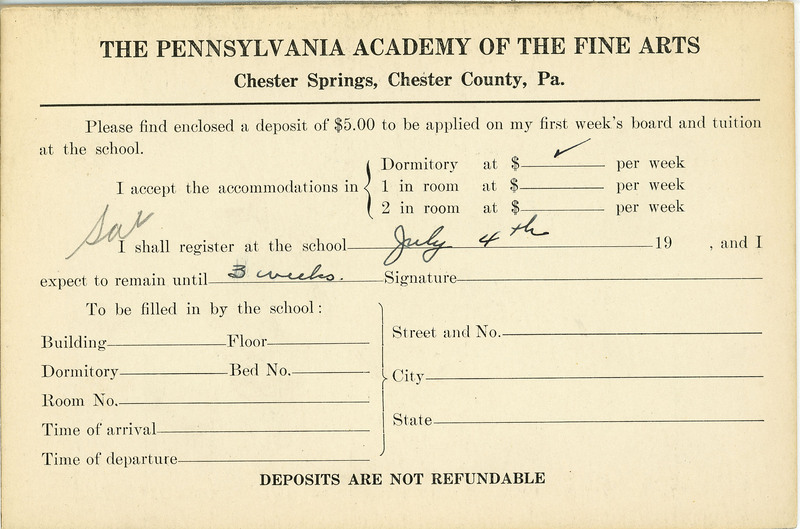 THE PENNSYLVANIA ACADEMY OF THE FINE ARTS
Chester Springs, Chester County, Pa.
Please find enclosed a deposit of $5.00 to be applied on my first week's board and tuition
at the school.
Dormitory at $ ✓ per week
I accept the accommodations in { 1 in room at $ per week
2 in room at $ per week
Sat
I shall register at the school July 4th 19 , and I
expect to remain until 3 weeks. Signature
To be filled in by the school:
Building Floor
Street and No.
Dormitory Bed No.
City
Room No.
State
Time of arrival
Time of departure
DEPOSITS ARE NOT REFUNDABLE